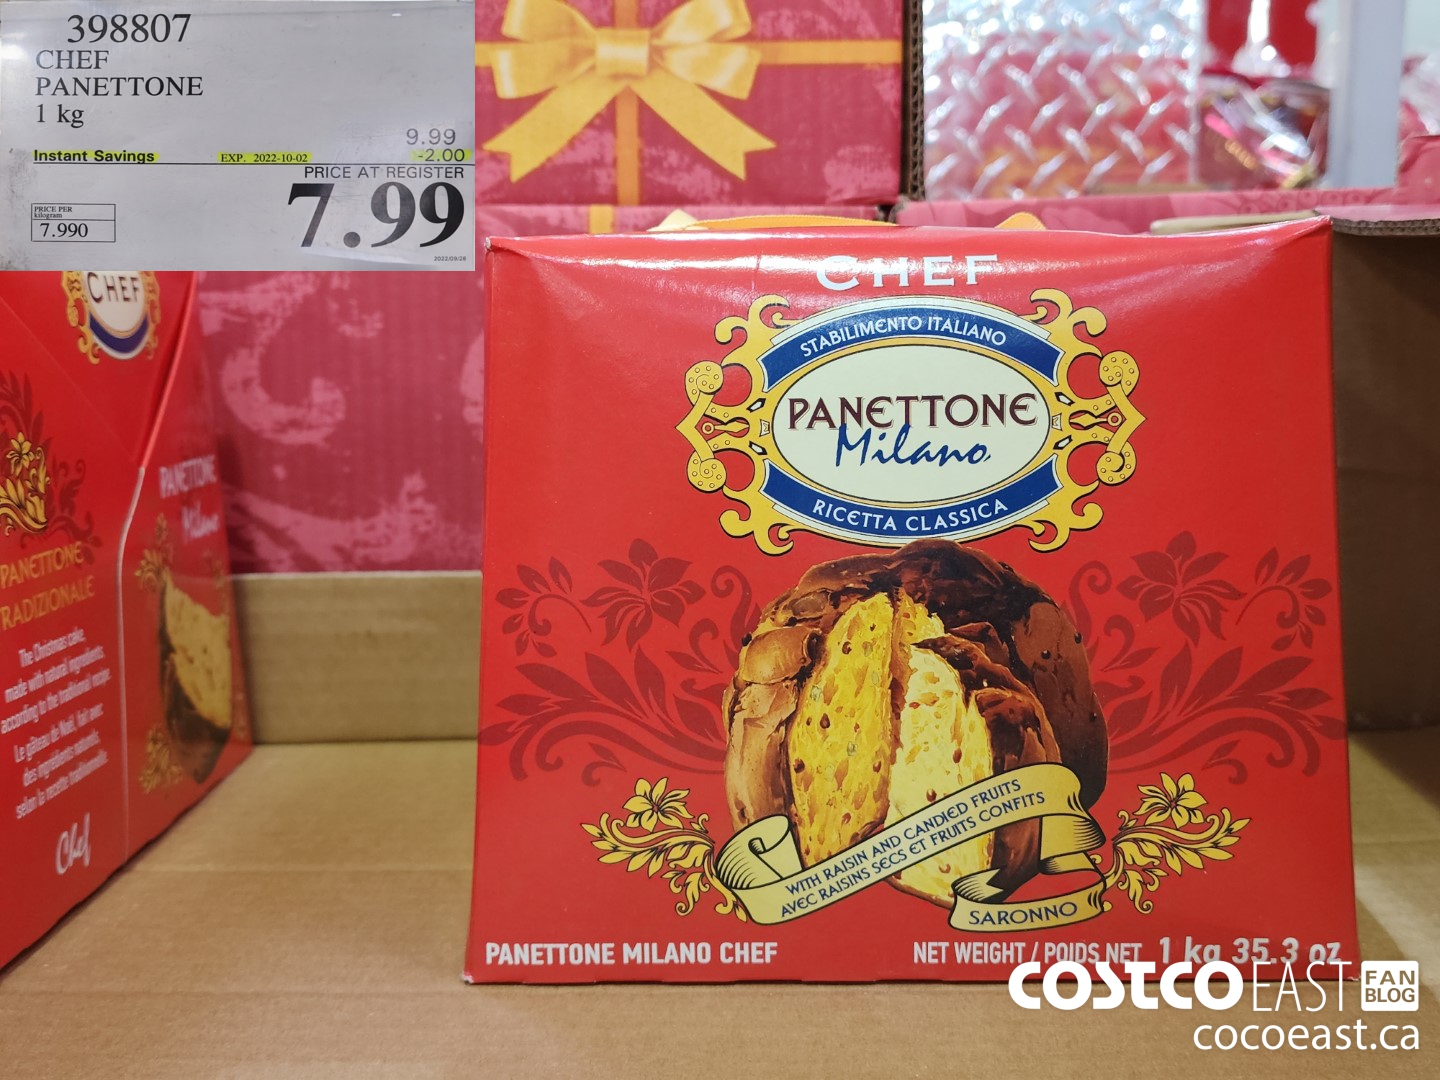 398807
CHEF
PANETTONE
1 kg
9.99
Instant Savings EXP. 2022-10-02 -2.00
PRICE AT REGISTER
7.99
PRICE PER
kilogram
7.990
2022/09/28
CHEF
PANETTONE
Milano
PANETTONE
TRADIZIONALE
The Christmas cake,
made with natural ingredients
according to the traditional recipe.
Le gâteau de Noël, fait avec
des ingrédients naturels
selon la recette traditionnelle.
Chef
CHEF
STABILIMENTO ITALIANO
PANETTONE
Milano
RICETTA CLASSICA
WITH RAISIN AND CANDIED FRUITS
AVEC RAISINS SECS ET FRUITS CONFITS
SARONNO
PANETTONE MILANO CHEF
NET WEIGHT / POIDS NET 1 kg 35.3 oz
COSTCO EAST FAN
BLOG
cocoeast.ca